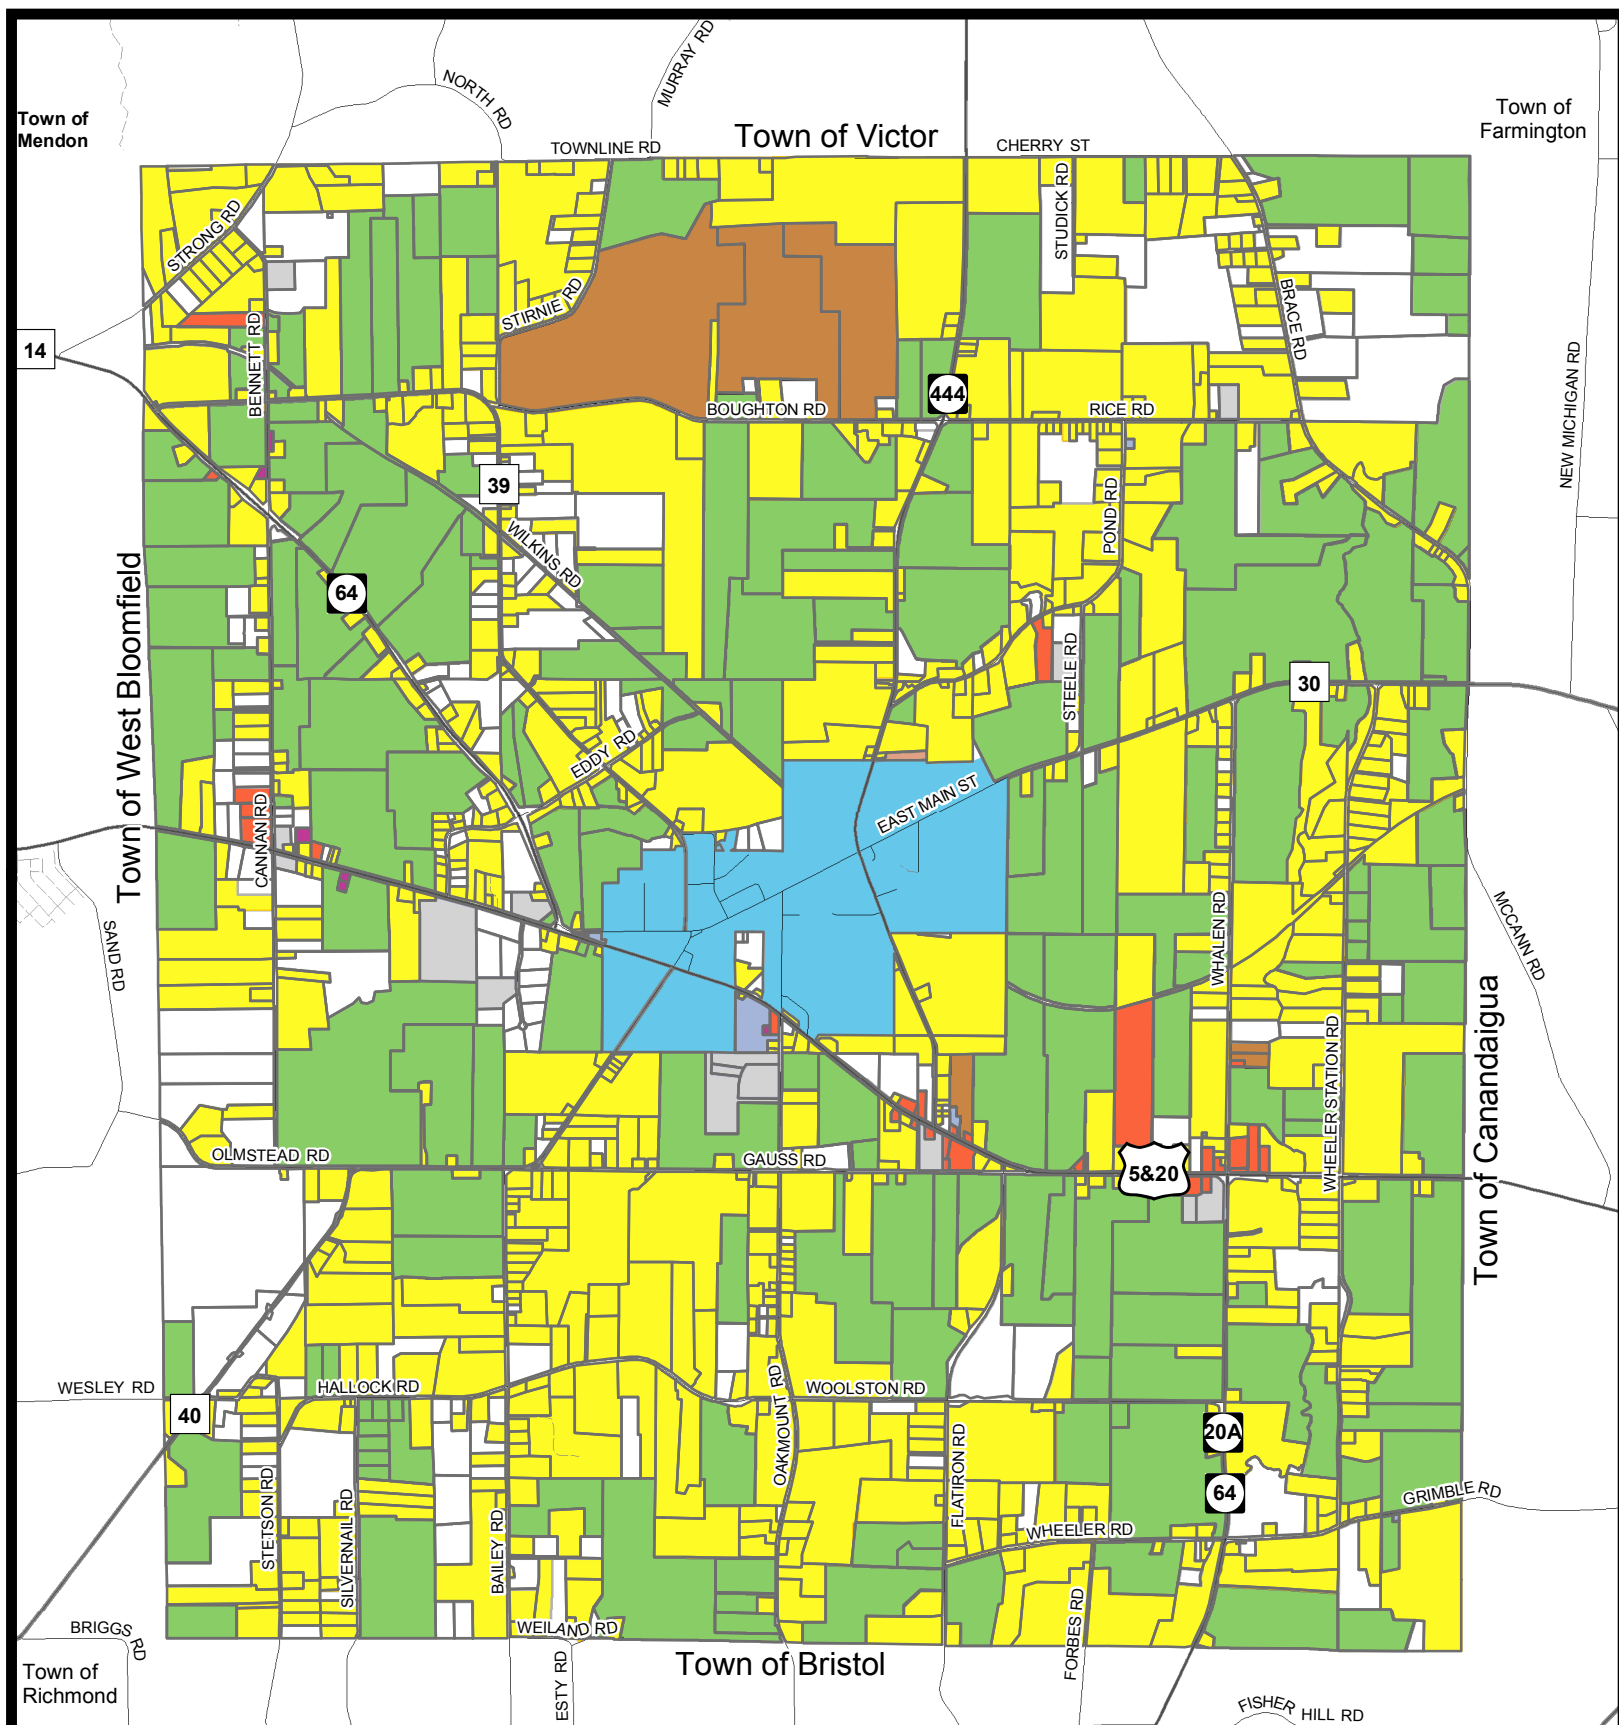 MURRAY RD
NORTH RD
Town of
Mendon
Town of Victor
Town of
Farmington
TOWNLINE RD
CHERRY ST
STUDICK RD
STRONG RD
STIRNIE RD
BRACE RD
BENNETT RD
14
NEW MICHIGAN RD
444
BOUGHTON RD
RICE RD
39
POND RD
WILKINS RD
64
Town of West Bloomfield
STEELE RD
30
EDDY RD
EAST MAIN ST
CANNAN RD
WHALEN RD
SAND RD
MCCANN RD
WHEELER STATION RD
Town of Canandaigua
OLMSTEAD RD
GAUSS RD
5&20
WESLEY RD
HALLOCK RD
WOOLSTON RD
OAKMOUNT RD
40
20A
FLATIRON RD
64
STETSON RD
SILVERNAIL RD
BAILEY RD
GRIMBLE RD
WHEELER RD
FORBES RD
BRIGGS RD
WEILAND RD
Town of
Richmond
ESTY RD
Town of Bristol
FISHER HILL RD